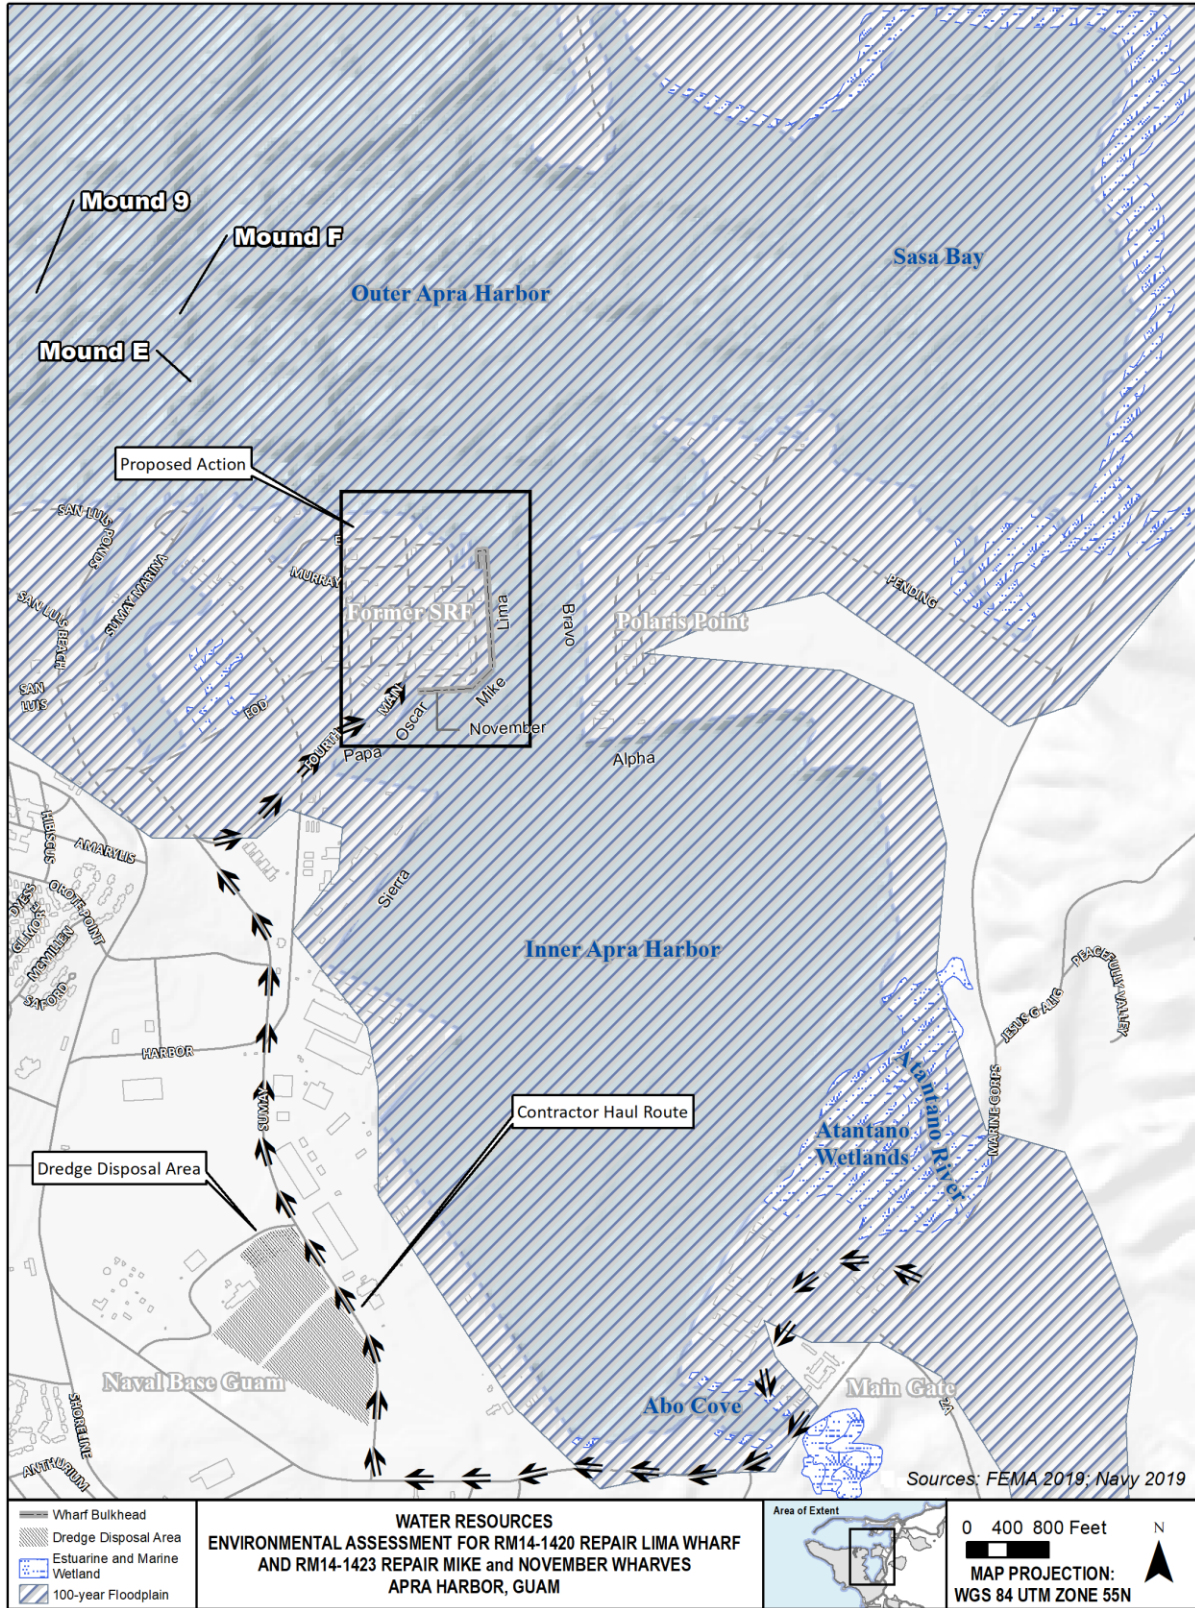 Mound 9
Mound F
Sasa Bay
Outer Apra Harbor
Mound E
Proposed Action
SAN LUIS
SONOP
SUMAY MARINA
E
MURRAY
Former SRF
Lima
Bravo
Polaris Point
PENDING
SAN LUIS BEACH
SAN
LUIS
EOD
MAIN
Oscar
Mike
November
FOURTH
Papa
Alpha
HIBISCUS
AMARYLIS
Sierra
OROTE POINT
DYESS
GILMORE
MCMILLEN
SAFORD
Inner Apra Harbor
PEACEFULLY VALLEY
JESUS G ALIG
HARBOR
SUMAY
MARINE CORPS
Atantano River
Atantano
Wetlands
Contractor Haul Route
Dredge Disposal Area
Naval Base Guam
Main Gate
2A
Abo Cove
SHORELINE
ANTHURIUM
Sources: FEMA 2019; Navy 2019
Wharf Bulkhead
Dredge Disposal Area
Estuarine and Marine
Wetland
100-year Floodplain
WATER RESOURCES
ENVIRONMENTAL ASSESSMENT FOR RM14-1420 REPAIR LIMA WHARF
AND RM14-1423 REPAIR MIKE and NOVEMBER WHARVES
APRA HARBOR, GUAM
Area of Extent
0 400 800 Feet
N
MAP PROJECTION:
WGS 84 UTM ZONE 55N